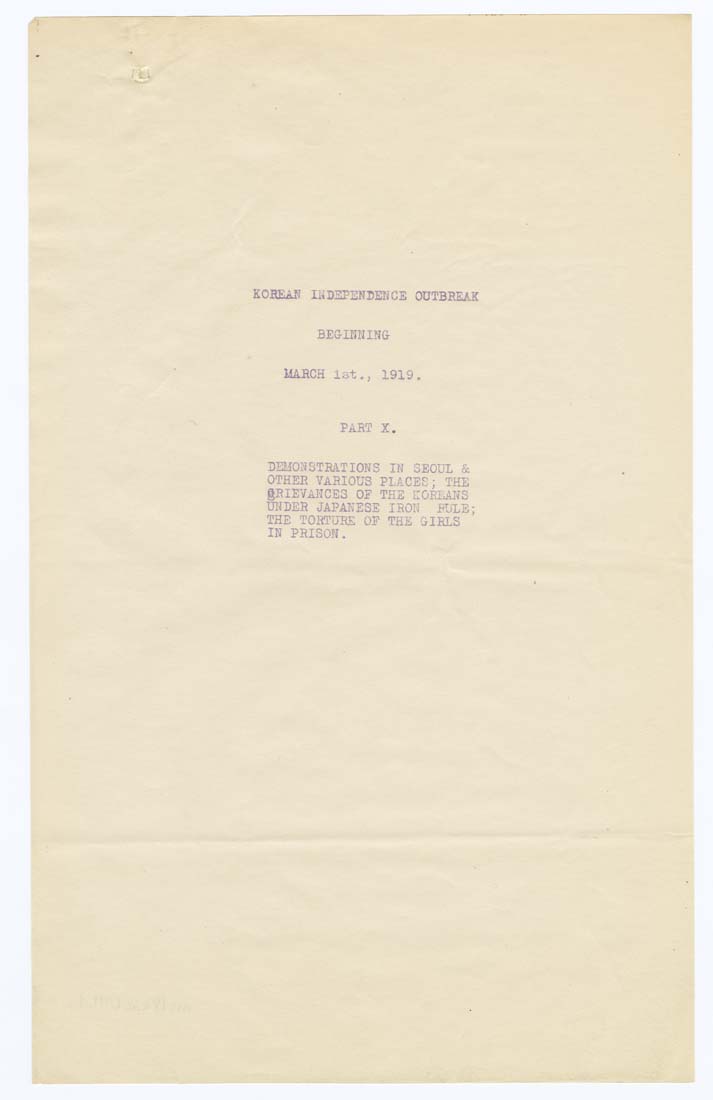 KOREAN INDEPENDENCE OUTBREAK
BEGINNING
MARCH 1st., 1919.
PART X.
DEMONSTRATIONS IN SEOUL &
OTHER VARIOUS PLACES; THE
GRIEVANCES OF THE KOREANS
UNDER JAPANESE IRON RULE;
THE TORTURE OF THE GIRLS
IN PRISON.